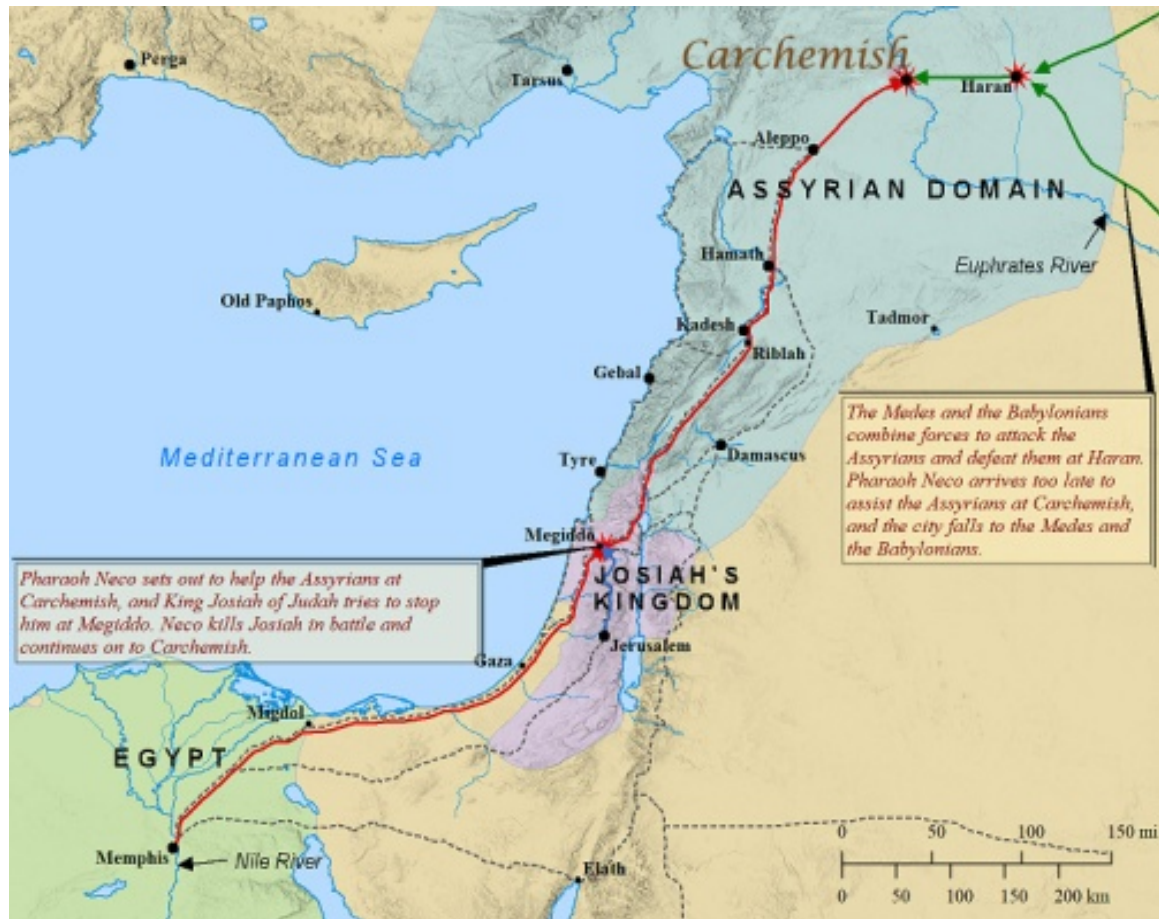 Carchemish
Perga
Tarsus
Haran
Aleppo
ASSYRIAN DOMAIN
Hamath
Euphrates River
Old Paphos
Kadesh
Tadmor
Riblah
Gebal
The Medes and the Babylonians
combine forces to attack the
Assyrians and defeat them at Haran.
Pharaoh Neco arrives too late to
assist the Assyrians at Carchemish,
and the city falls to the Medes and
the Babylonians.
Mediterranean Sea
Tyre
Damascus
Megiddo
Pharaoh Neco sets out to help the Assyrians at
Carchemish, and King Josiah of Judah tries to stop
him at Megiddo. Neco kills Josiah in battle and
continues on to Carchemish.
JOSIAH'S
KINGDOM
Jerusalem
Gaza
Migdol
EGYPT
Memphis
Nile River
Elath
0 50 100 150 mi
0 50 100 150 200 km